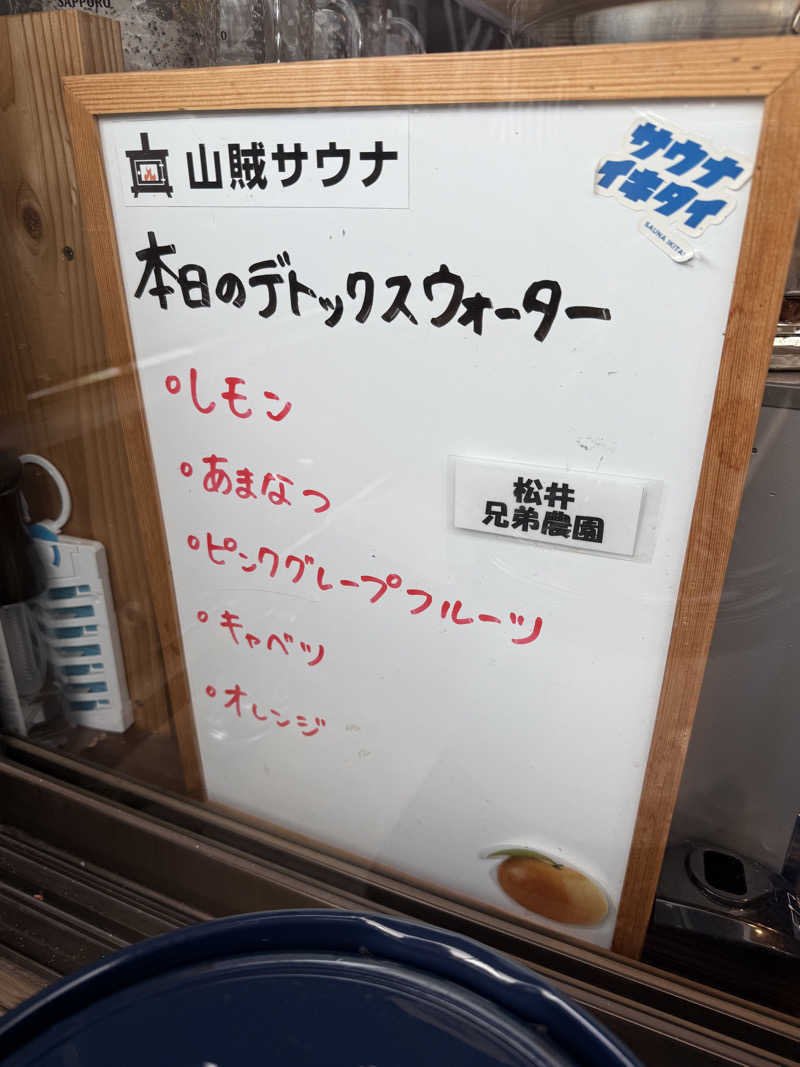 SAPPORO
山賊サウナ
サウナ
イキタイ
SAUNA IKITAI
本日のデトックスウォーター
・レモン
・あまなつ
・ピンクグレープフルーツ
・キャベツ
・オレンジ
松井
兄弟農園